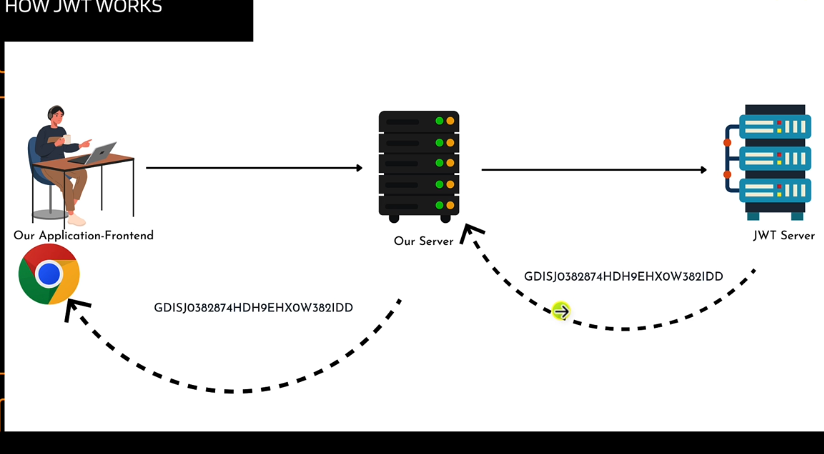 HOW JWT WORKS
Our Application-Frontend
Our Server
JWT Server
GDISJ0382874HDH9EHX0W382IDD
GDISJ0382874HDH9EHX0W382IDD